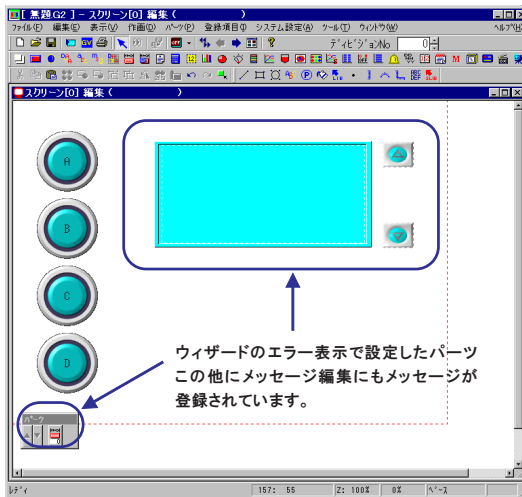 [ 無題.G2 ] - スクリーン[0] 編集 (       )
ファイル(F) 編集(E) 表示(V) 作画(D) パーツ(P) 登録項目(I) システム設定(A) ツール(T) ウィンドウ(W) ヘルプ(H)
ディビジョンNo 0
スクリーン[0] 編集 (       )
A
B
C
D
ウィザードのエラー表示で設定したパーツ
この他にメッセージ編集にもメッセージが
登録されています。
パーク
レディ 157: 55 Z: 100% 0% ベース